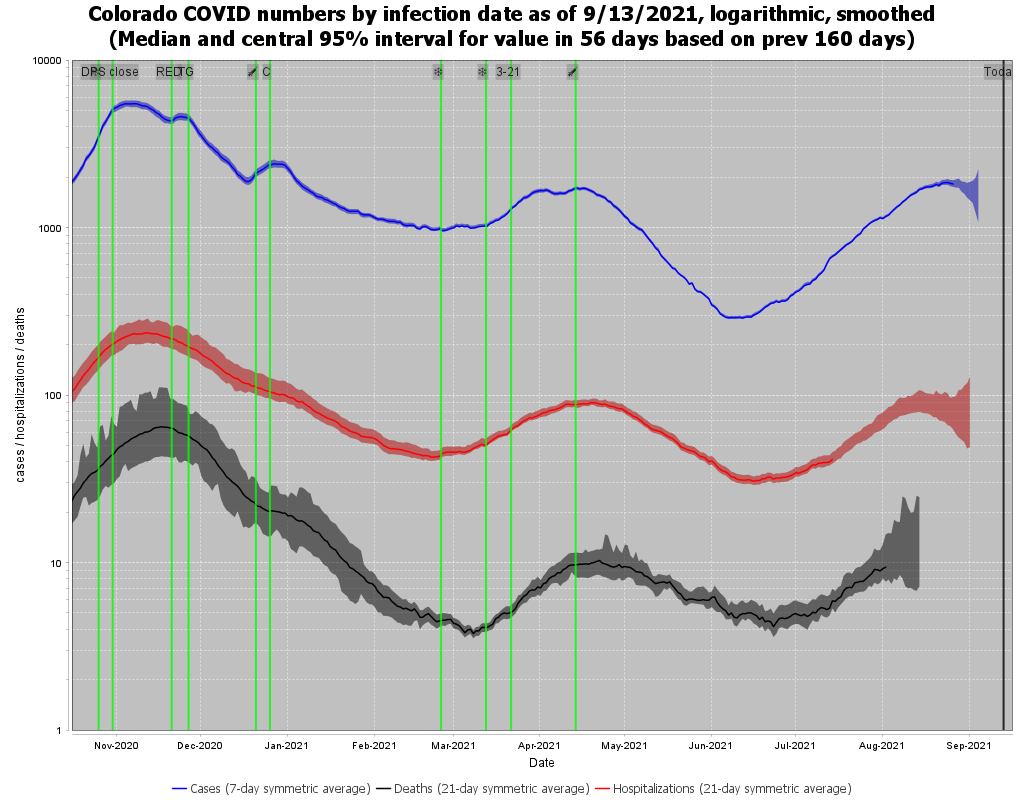 Colorado COVID numbers by infection date as of 9/13/2021, logarithmic, smoothed
(Median and central 95% interval for value in 56 days based on prev 160 days)
10000
close
C
3-21
Toda
1000
100
10
1
cases / hospitalizations / deaths
Nov-2020 Dec-2020 Jan-2021 Feb-2021 Mar-2021 Apr-2021 May-2021 Jun-2021 Jul-2021 Aug-2021 Sep-2021
Date
Cases (7-day symmetric average) Deaths (21-day symmetric average) Hospitalizations (21-day symmetric average)